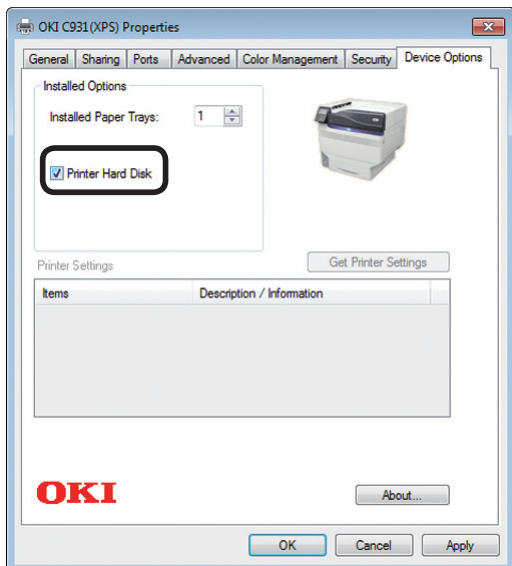 OKI C931(XPS) Properties
General Sharing Ports Advanced Color Management Security Device Options
Installed Options
Installed Paper Trays: 1
Printer Hard Disk
Printer Settings
Get Printer Settings
Items Description / Information
OKI
About...
OK Cancel Apply